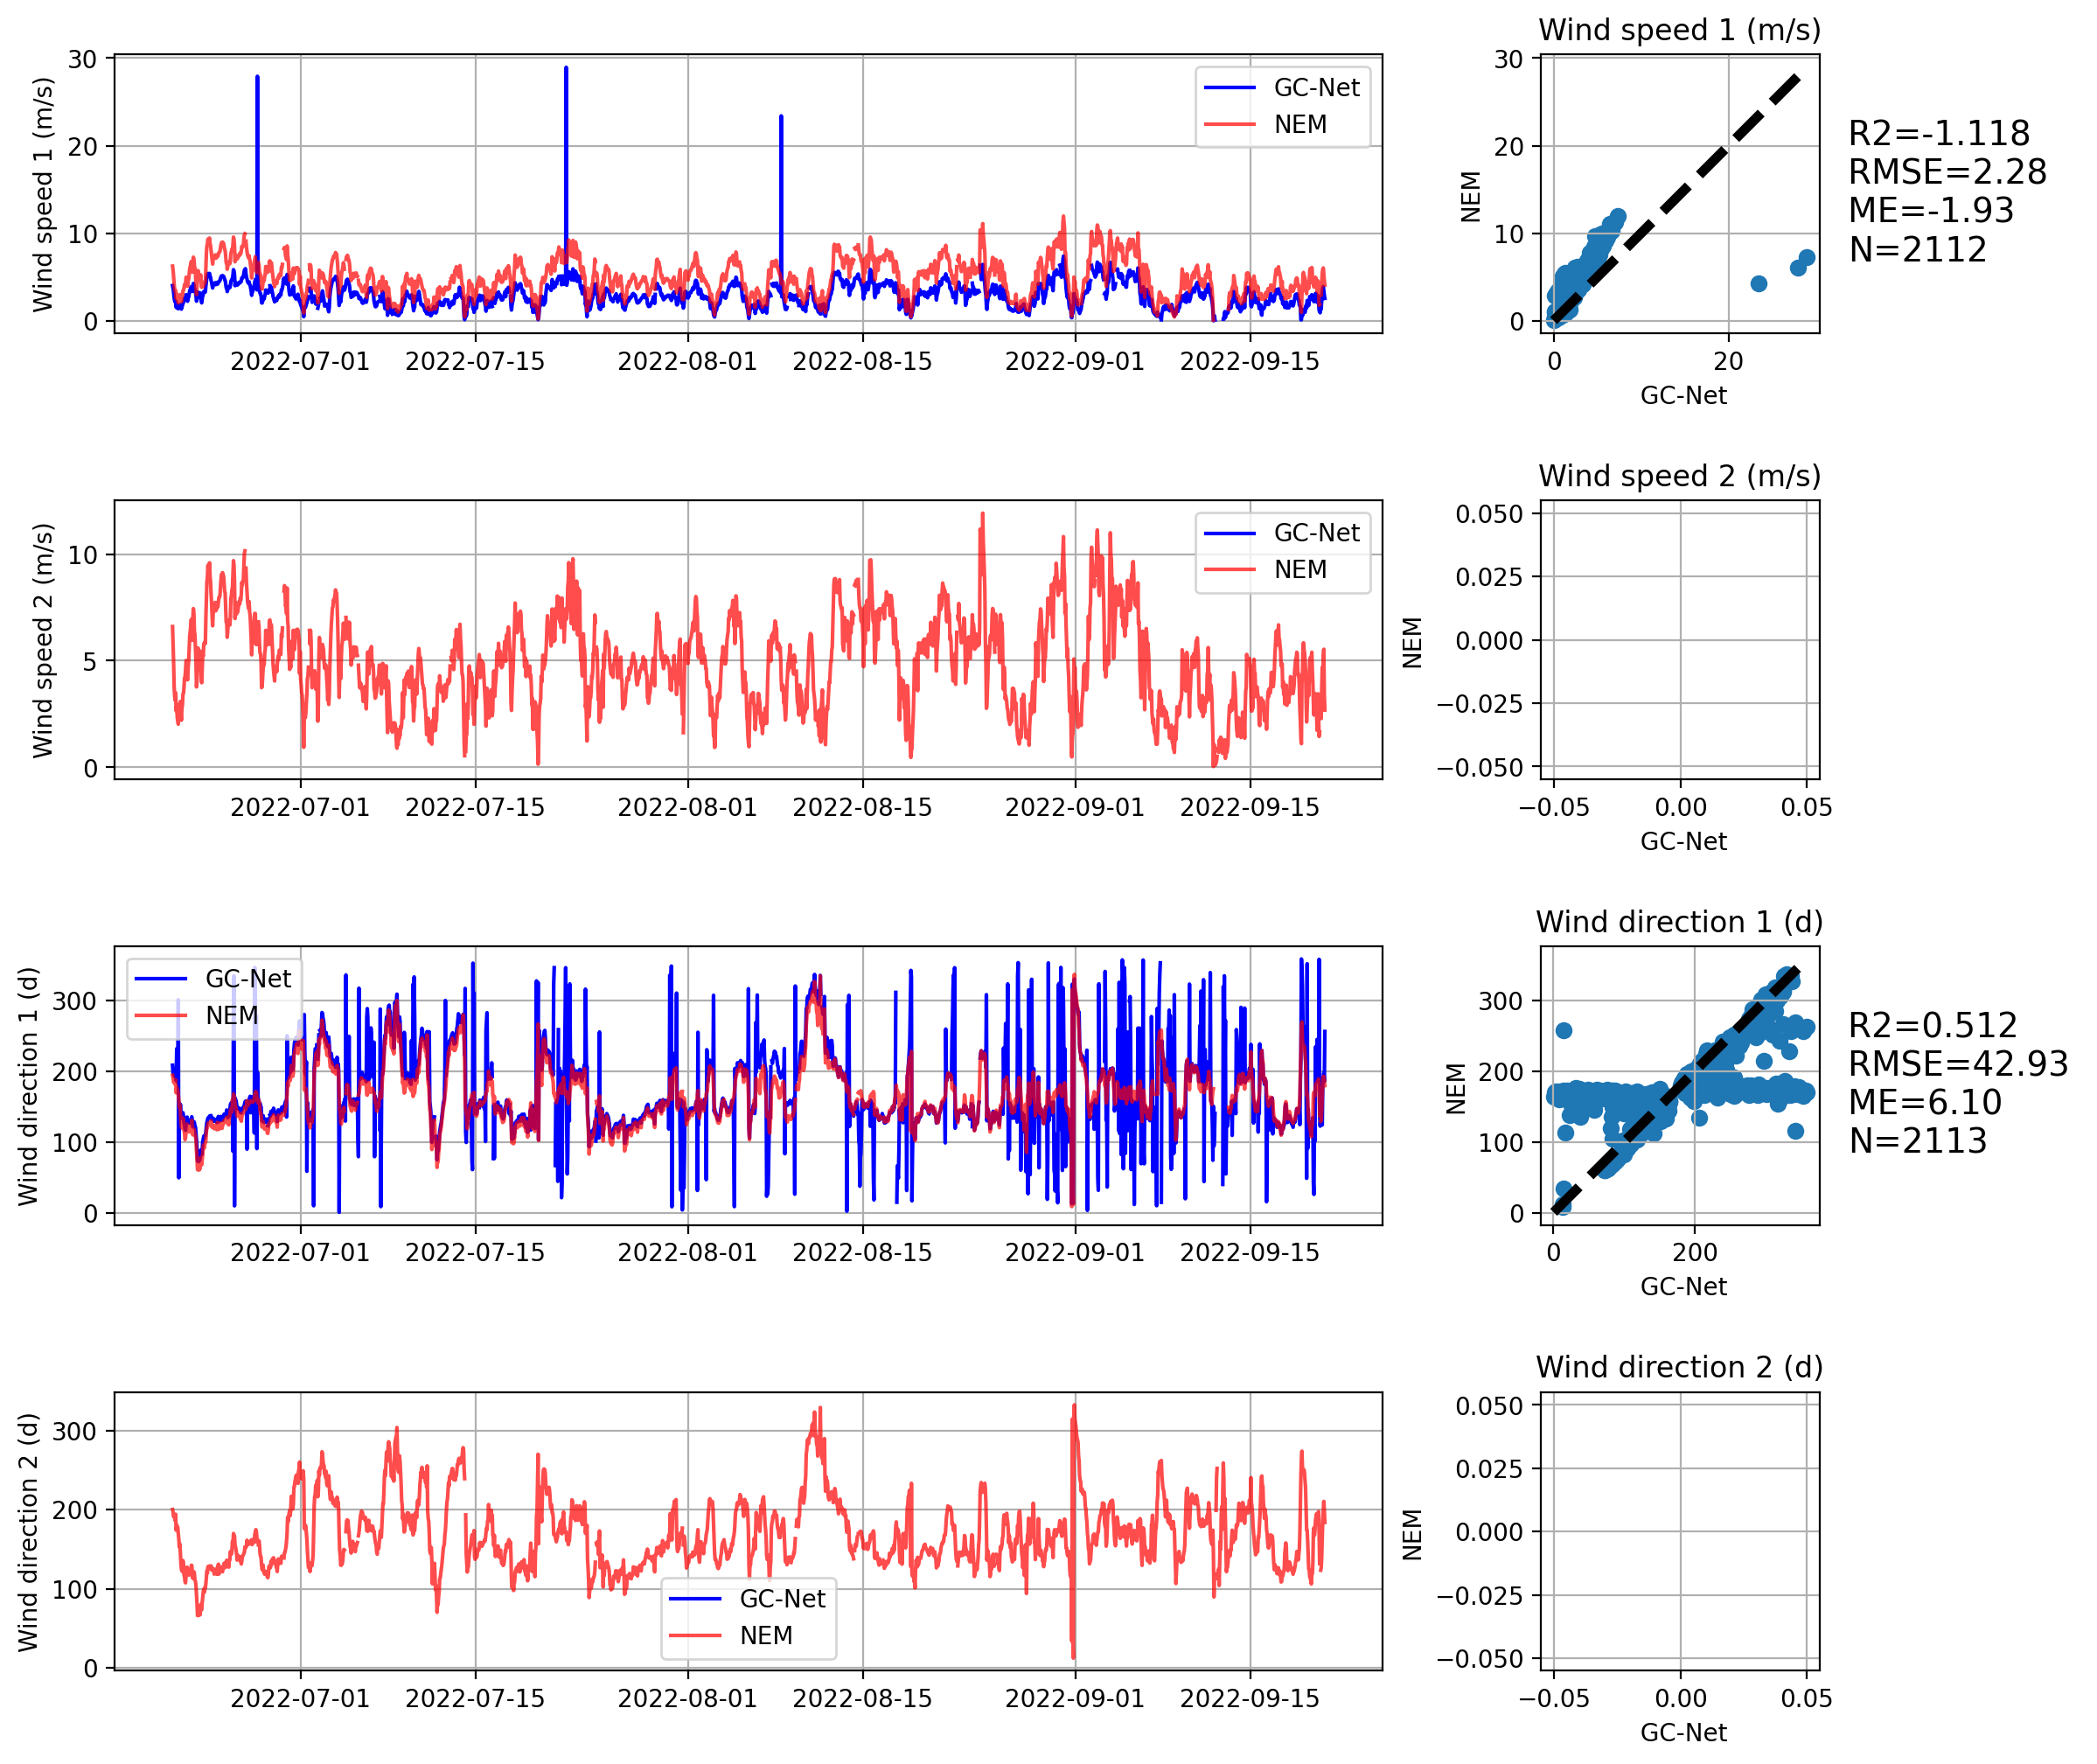 Wind speed 1 (m/s)
30
20
10
0
2022-07-01 2022-07-15 2022-08-01 2022-08-15 2022-09-01 2022-09-15
GC-Net
NEM
Wind speed 1 (m/s)
NEM
30
20
10
0
0 20
GC-Net
R2=-1.118
RMSE=2.28
ME=-1.93
N=2112
Wind speed 2 (m/s)
10
5
0
2022-07-01 2022-07-15 2022-08-01 2022-08-15 2022-09-01 2022-09-15
GC-Net
NEM
Wind speed 2 (m/s)
NEM
0.050
0.025
0.000
−0.025
−0.050
−0.05 0.00 0.05
GC-Net
Wind direction 1 (d)
300
200
100
0
2022-07-01 2022-07-15 2022-08-01 2022-08-15 2022-09-01 2022-09-15
GC-Net
NEM
Wind direction 1 (d)
NEM
300
200
100
0
0 200
GC-Net
R2=0.512
RMSE=42.93
ME=6.10
N=2113
Wind direction 2 (d)
300
200
100
0
2022-07-01 2022-07-15 2022-08-01 2022-08-15 2022-09-01 2022-09-15
GC-Net
NEM
Wind direction 2 (d)
NEM
0.050
0.025
0.000
−0.025
−0.050
−0.05 0.00 0.05
GC-Net